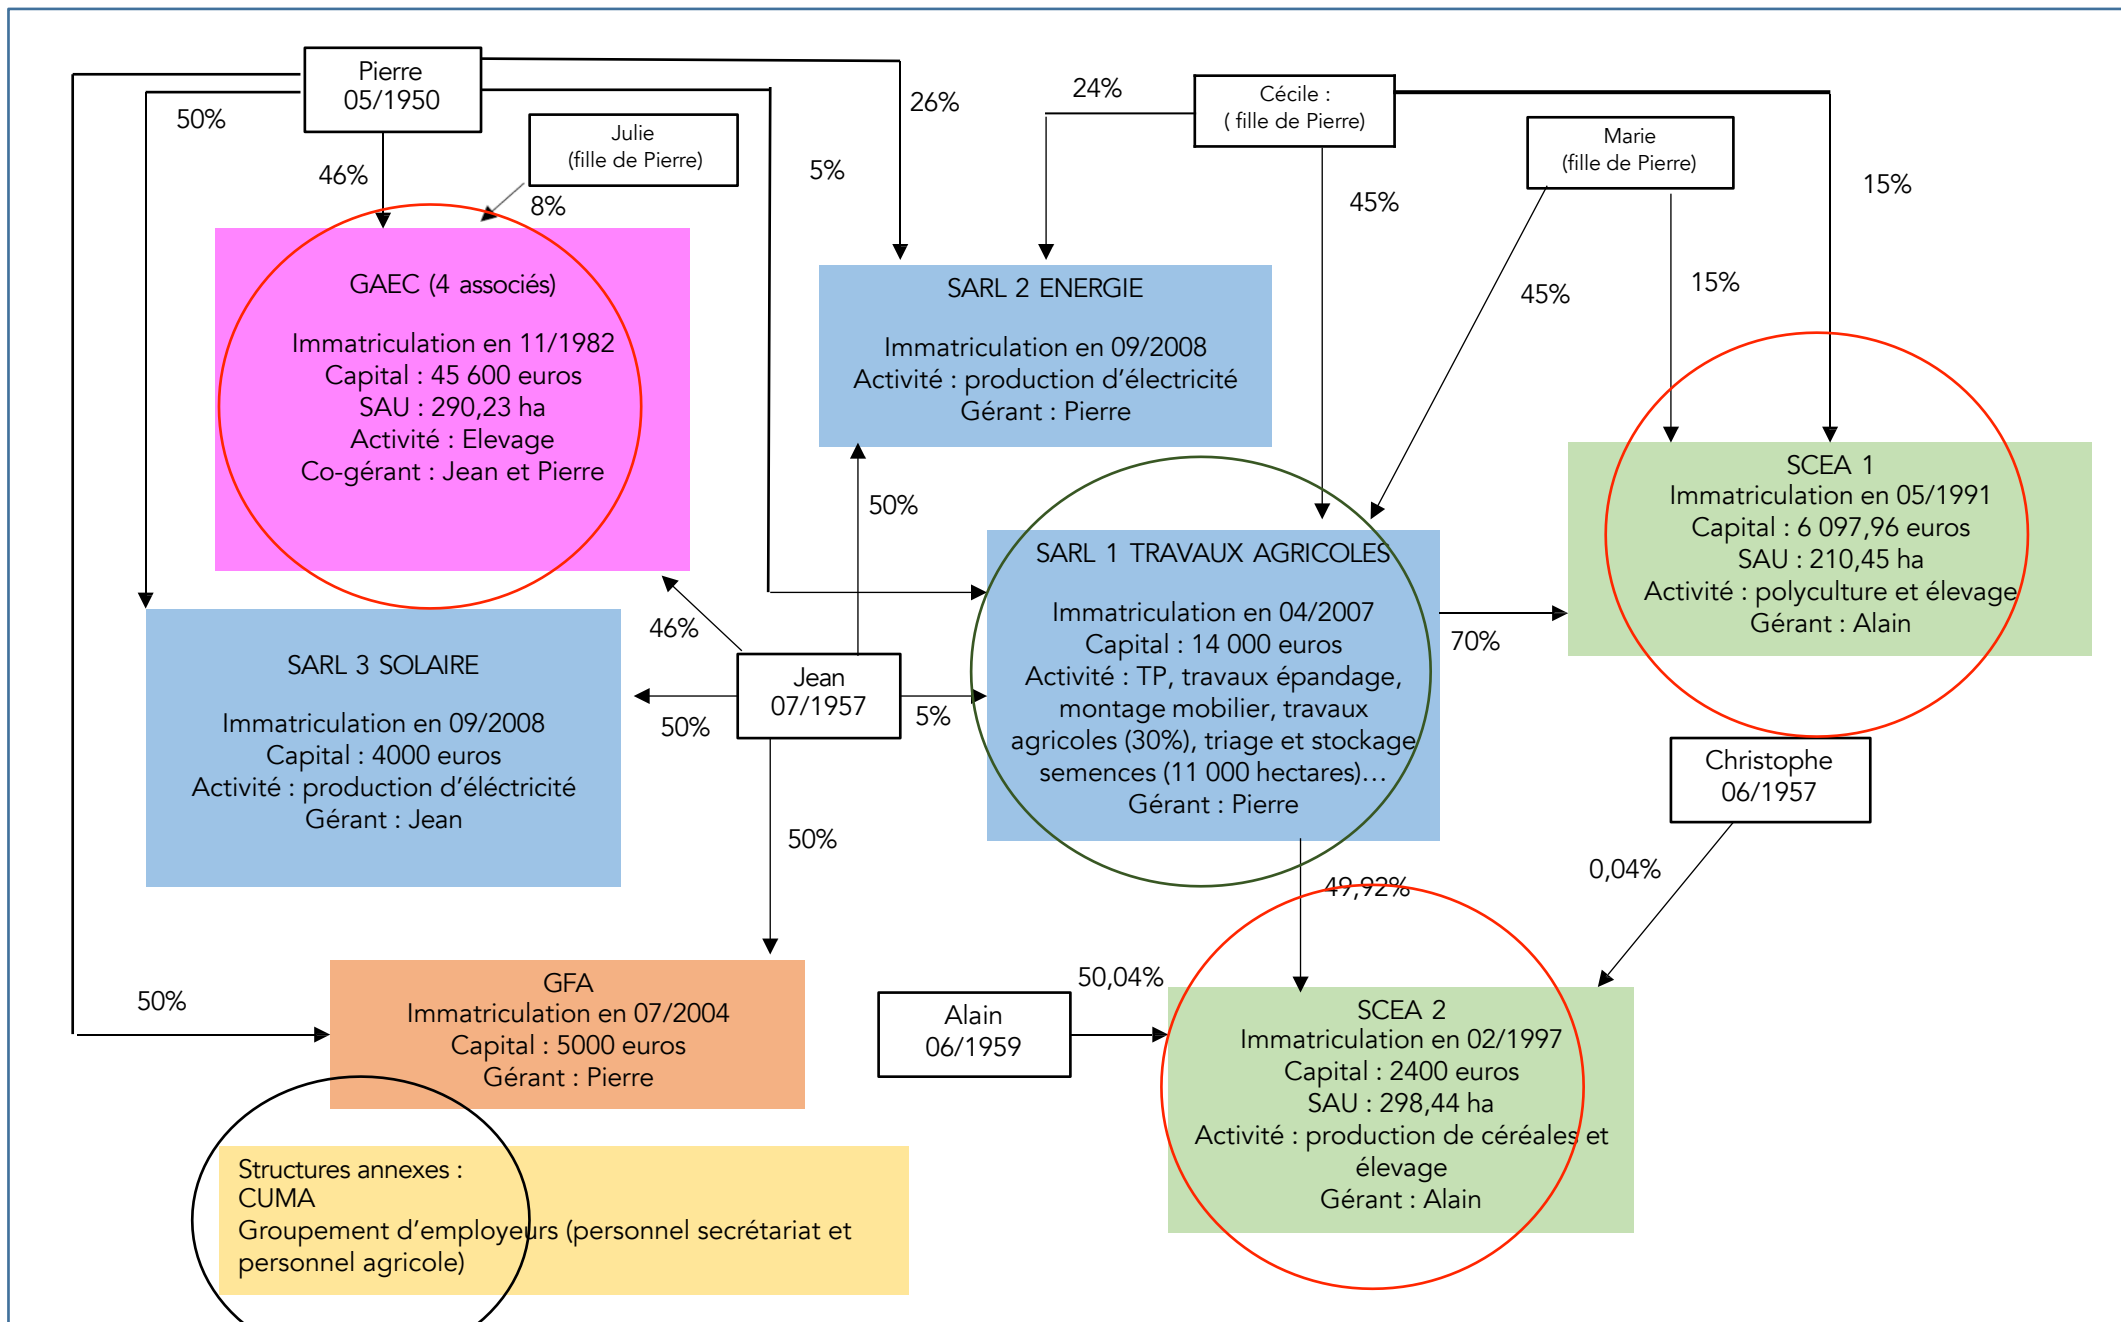 Pierre
05/1950
50%
46%
Julie
(fille de Pierre)
8%
5%
26%
24%
Cécile :
( fille de Pierre)
45%
Marie
(fille de Pierre)
45%
15%
15%
GAEC (4 associés)
Immatriculation en 11/1982
Capital : 45 600 euros
SAU : 290,23 ha
Activité : Elevage
Co-gérant : Jean et Pierre
SARL 2 ENERGIE
Immatriculation en 09/2008
Activité : production d’électricité
Gérant : Pierre
50%
SCEA 1
Immatriculation en 05/1991
Capital : 6 097,96 euros
SAU : 210,45 ha
Activité : polyculture et élevage
Gérant : Alain
SARL 1 TRAVAUX AGRICOLES
Immatriculation en 04/2007
Capital : 14 000 euros
Activité : TP, travaux épandage,
montage mobilier, travaux
agricoles (30%), triage et stockage
semences (11 000 hectares)…
Gérant : Pierre
70%
46%
SARL 3 SOLAIRE
Immatriculation en 09/2008
Capital : 4000 euros
Activité : production d’éléctricité
Gérant : Jean
50%
Jean
07/1957
5%
50%
Christophe
06/1957
0,04%
49,92%
50%
GFA
Immatriculation en 07/2004
Capital : 5000 euros
Gérant : Pierre
Alain
06/1959
50,04%
SCEA 2
Immatriculation en 02/1997
Capital : 2400 euros
SAU : 298,44 ha
Activité : production de céréales et
élevage
Gérant : Alain
Structures annexes :
CUMA
Groupement d’employeurs (personnel secrétariat et
personnel agricole)